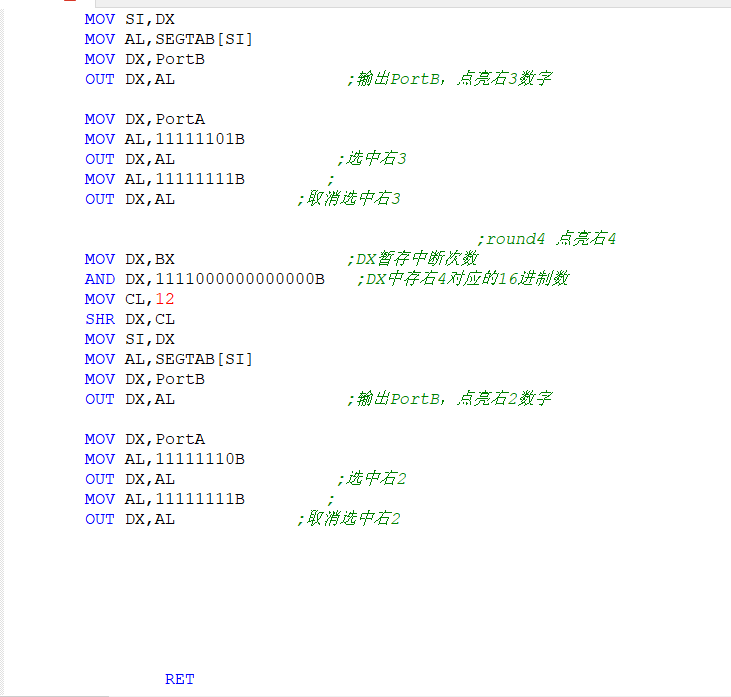 MOV SI,DX
MOV AL,SEGTAB[SI]
MOV DX,PortB
OUT DX,AL ;输出PortB，点亮右3数字
MOV DX,PortA
MOV AL,11111101B
OUT DX,AL ;选中右3
MOV AL,11111111B ;
OUT DX,AL ;取消选中右3
;round4 点亮右4
MOV DX,BX ;DX暂存中断次数
AND DX,1111000000000000B ;DX中存右4对应的16进制数
MOV CL,12
SHR DX,CL
MOV SI,DX
MOV AL,SEGTAB[SI]
MOV DX,PortB
OUT DX,AL ;输出PortB，点亮右2数字
MOV DX,PortA
MOV AL,11111110B
OUT DX,AL ;选中右2
MOV AL,11111111B ;
OUT DX,AL ;取消选中右2
RET